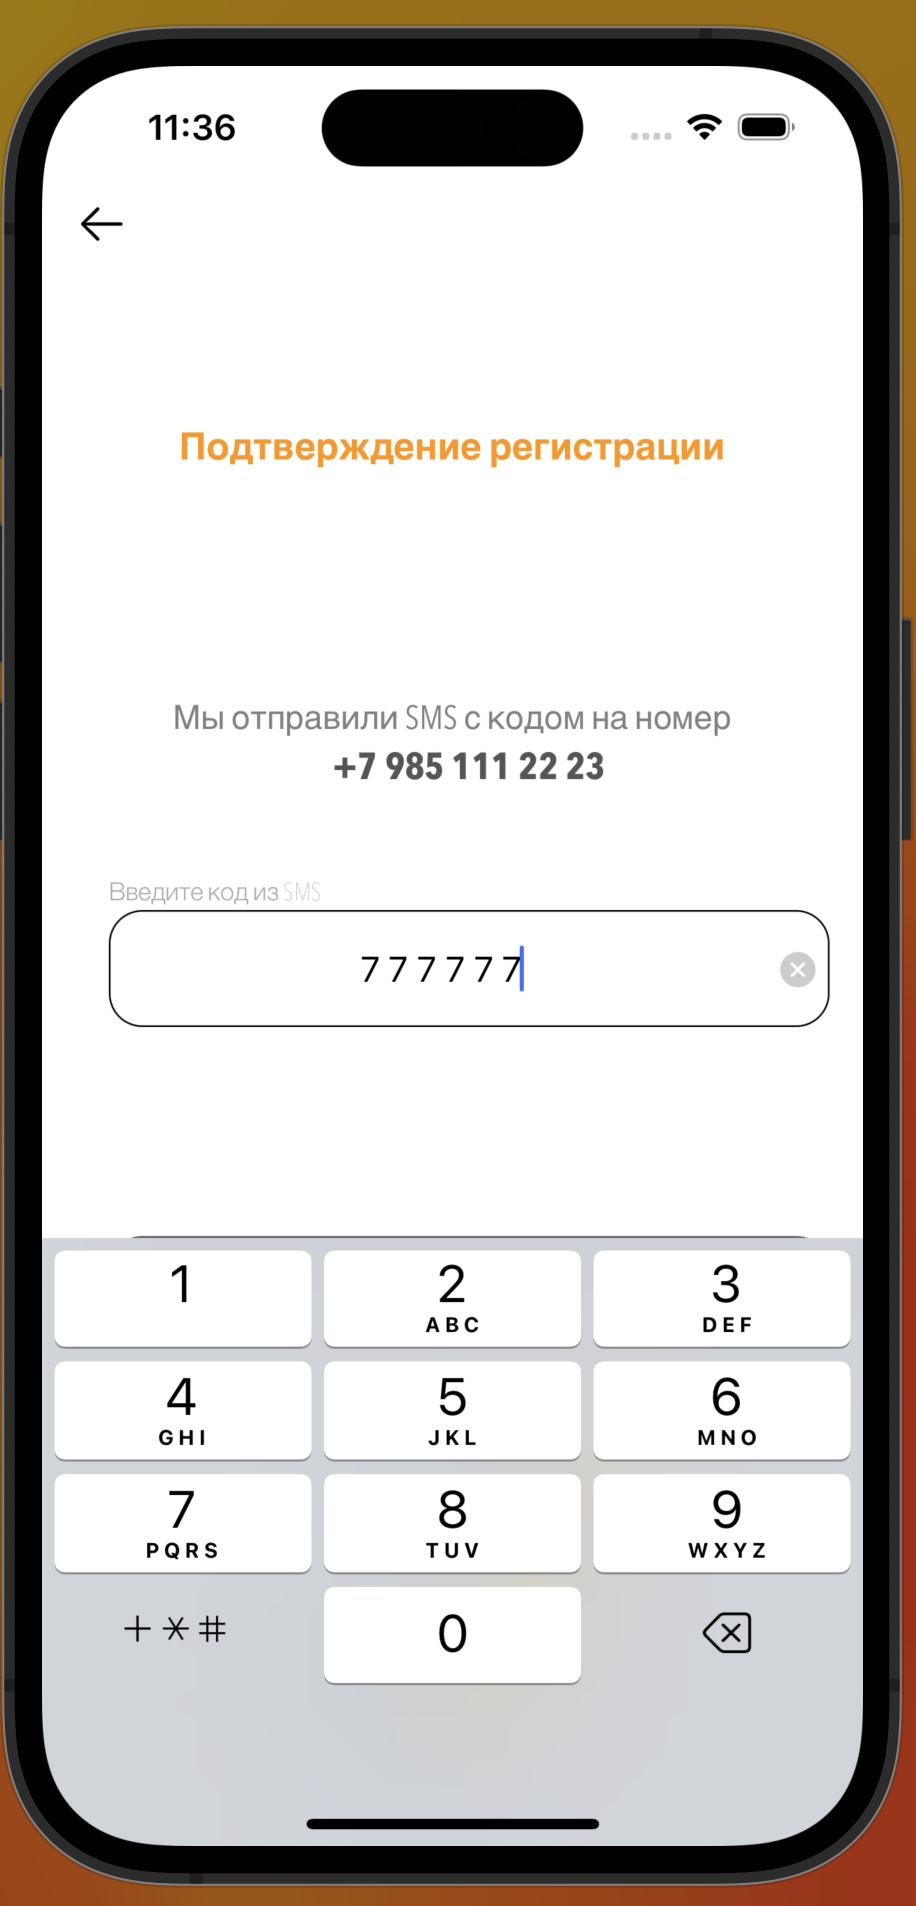 11:36
Подтверждение регистрации
Мы отправили SMS с кодом на номер
+7 985 111 22 23
Введите код из SMS
777777
1
2
ABC
3
DEF
4
GHI
5
JKL
6
MNO
7
PQRS
8
TUV
9
WXYZ
+*#
0